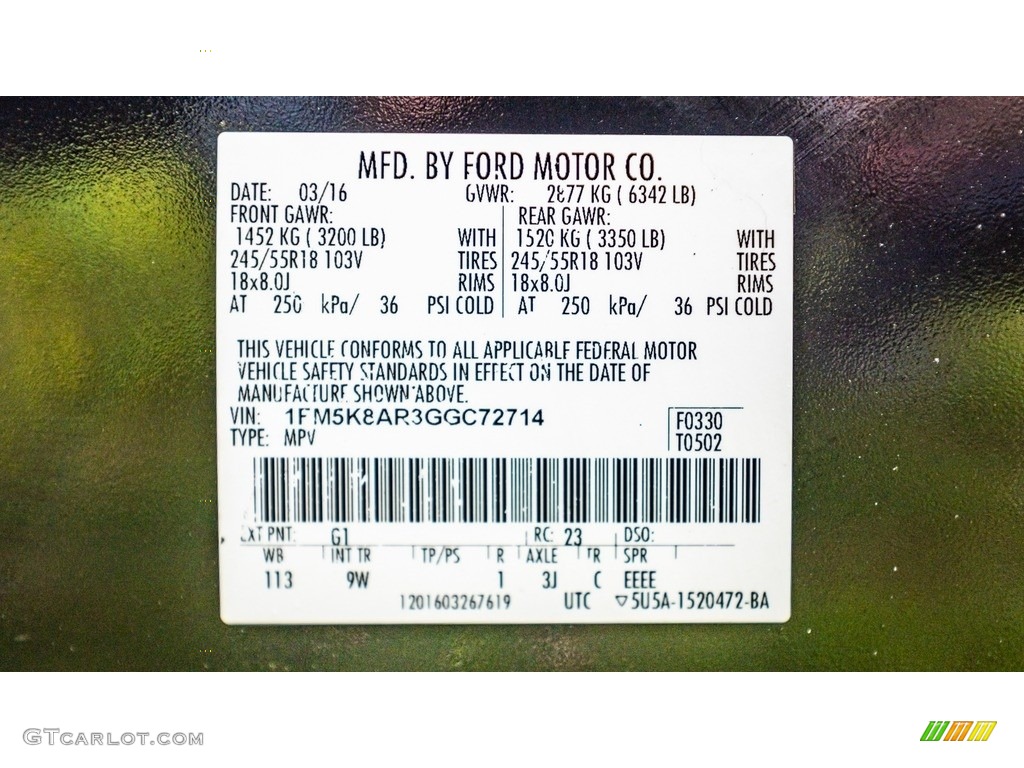 MFD. BY FORD MOTOR CO.
DATE: 03/16 GVWR: 2877 KG ( 6342 LB)
FRONT GAWR: REAR GAWR:
1452 KG ( 3200 LB) WITH 1520 KG ( 3350 LB) WITH
245/55R18 103V TIRES 245/55R18 103V TIRES
18x8.0J RIMS 18x8.0J RIMS
AT 250 kPa/ 36 PSI COLD AT 250 kPa/ 36 PSI COLD
THIS VEHICLE CONFORMS TO ALL APPLICABLE FEDERAL MOTOR
VEHICLE SAFETY STANDARDS IN EFFECT ON THE DATE OF
MANUFACTURE SHOWN ABOVE.
VIN: 1FM5K8AR3GGC72714 F0330
TYPE: MPV T0502
EXT PNT: G1 RC: 23 DSO:
WB INT TR TP/PS R AXLE TR SPR
113 9W 1 3J C EEEE
1201603267619 UTC ▽5U5A-1520472-BA
GTCARLOT.COM